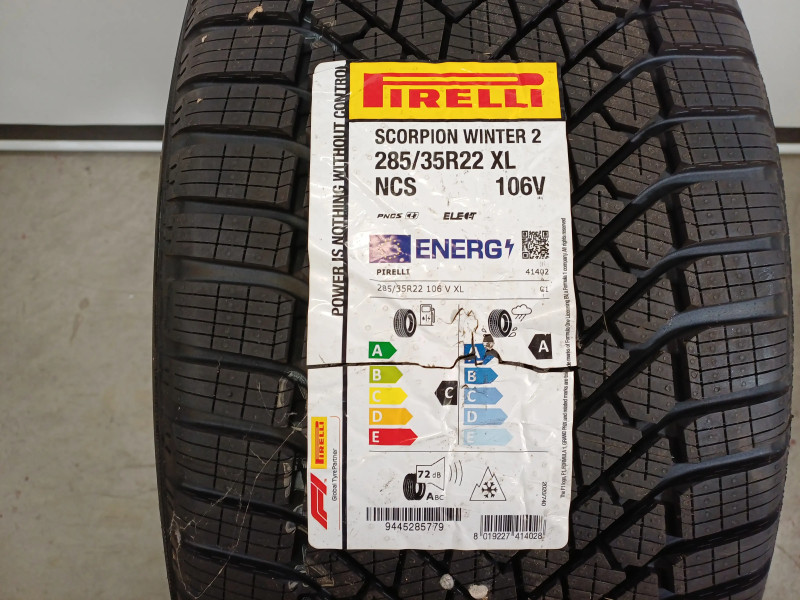 PIRELLI
SCORPION WINTER 2
285/35R22 XL
NCS 106V
PNCS ELECT
ENERG
PIRELLI 41402
285/35R22 106 V XL C1
A
B
C
D
E
A
B
C
D
E
A
C
72 dB
ABC
9445285779
8 019227 414028
POWER IS NOTHING WITHOUT CONTROL
PIRELLI
F1
Global Tyre Partner